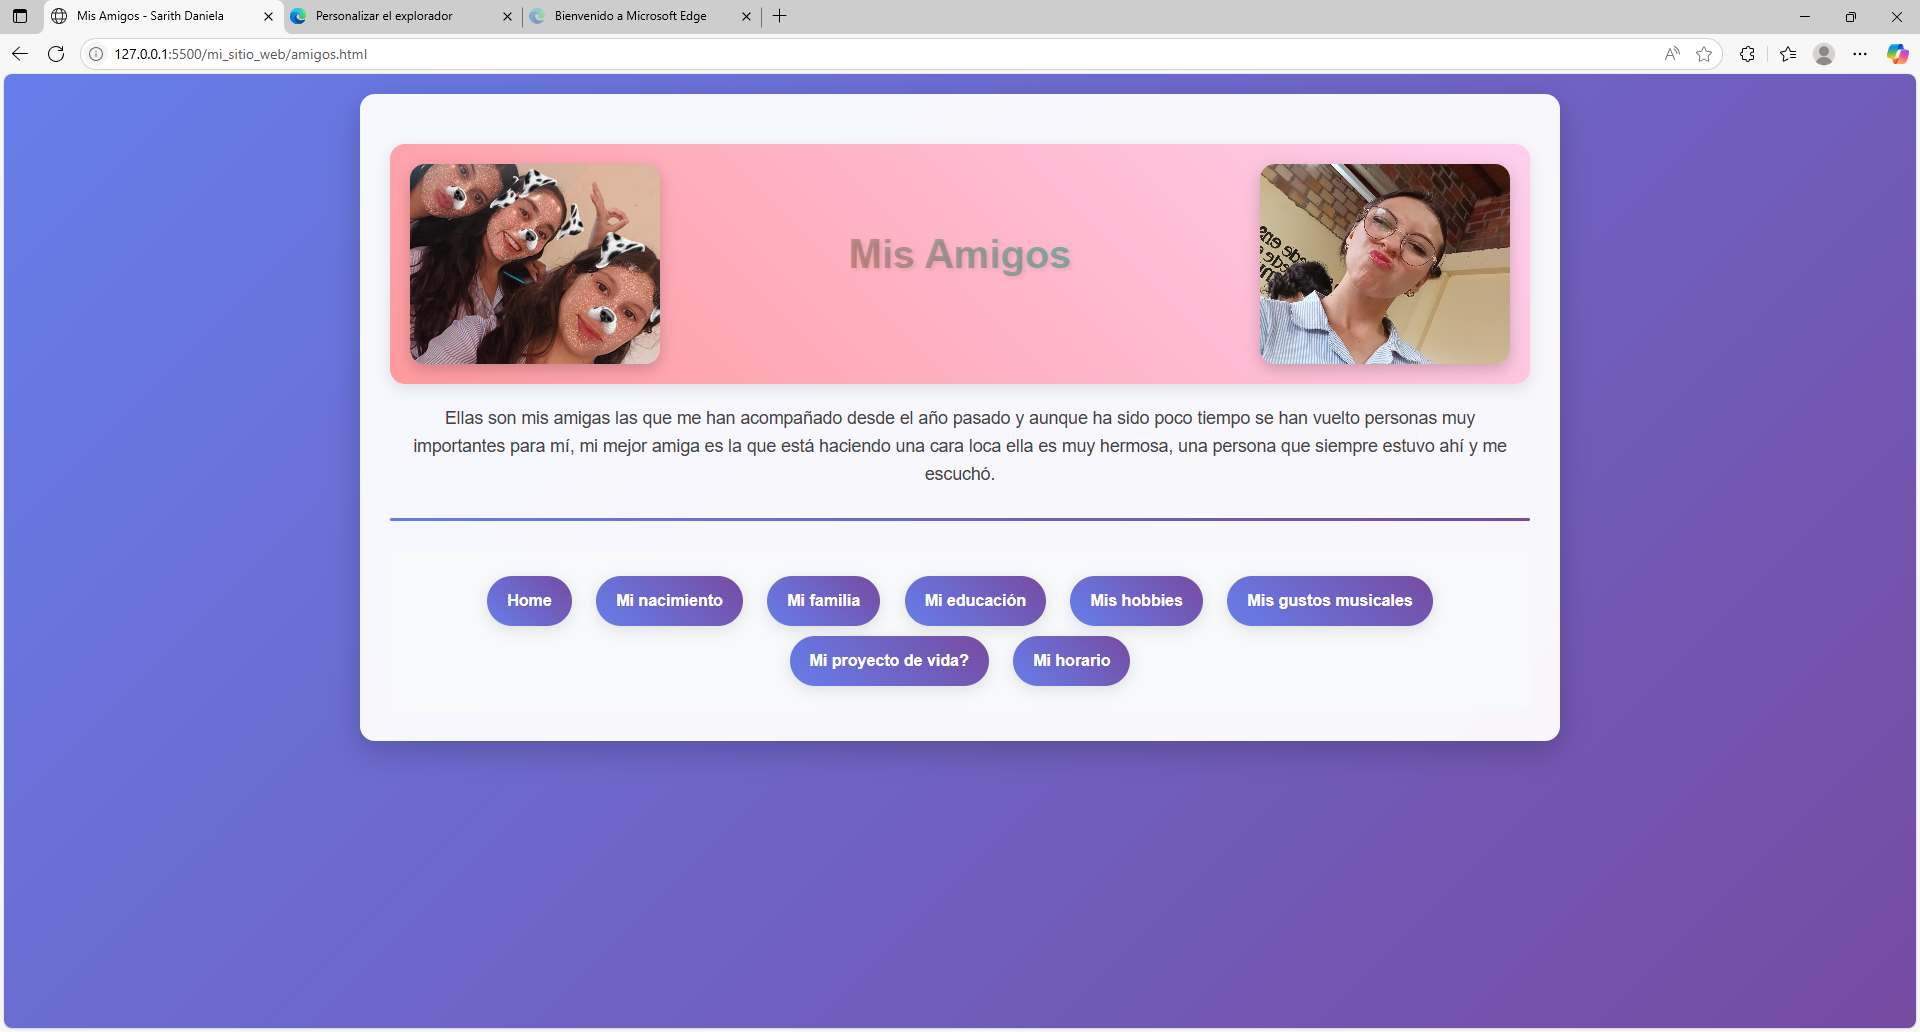 Mis Amigos - Sarith Daniela
Personalizar el explorador
Bienvenido a Microsoft Edge
127.0.0.1:5500/mi_sitio_web/amigos.html
Mis Amigos
Ellas son mis amigas las que me han acompañado desde el año pasado y aunque ha sido poco tiempo se han vuelto personas muy
importantes para mí, mi mejor amiga es la que está haciendo una cara loca ella es muy hermosa, una persona que siempre estuvo ahí y me
escuchó.
Home
Mi nacimiento
Mi familia
Mi educación
Mis hobbies
Mis gustos musicales
Mi proyecto de vida?
Mi horario